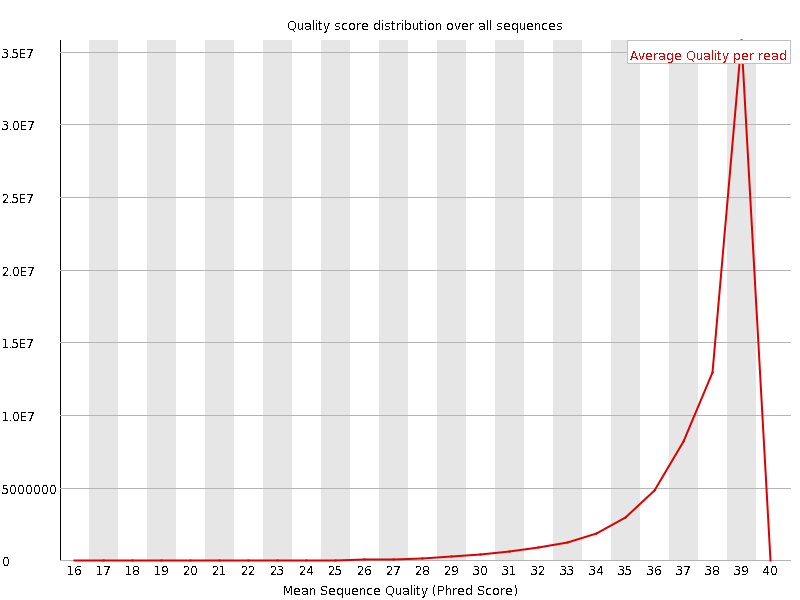 Quality score distribution over all sequences
Average Quality per read
3.5E7
3.0E7
2.5E7
2.0E7
1.5E7
1.0E7
5000000
0
16 17 18 19 20 21 22 23 24 25 26 27 28 29 30 31 32 33 34 35 36 37 38 39 40
Mean Sequence Quality (Phred Score)